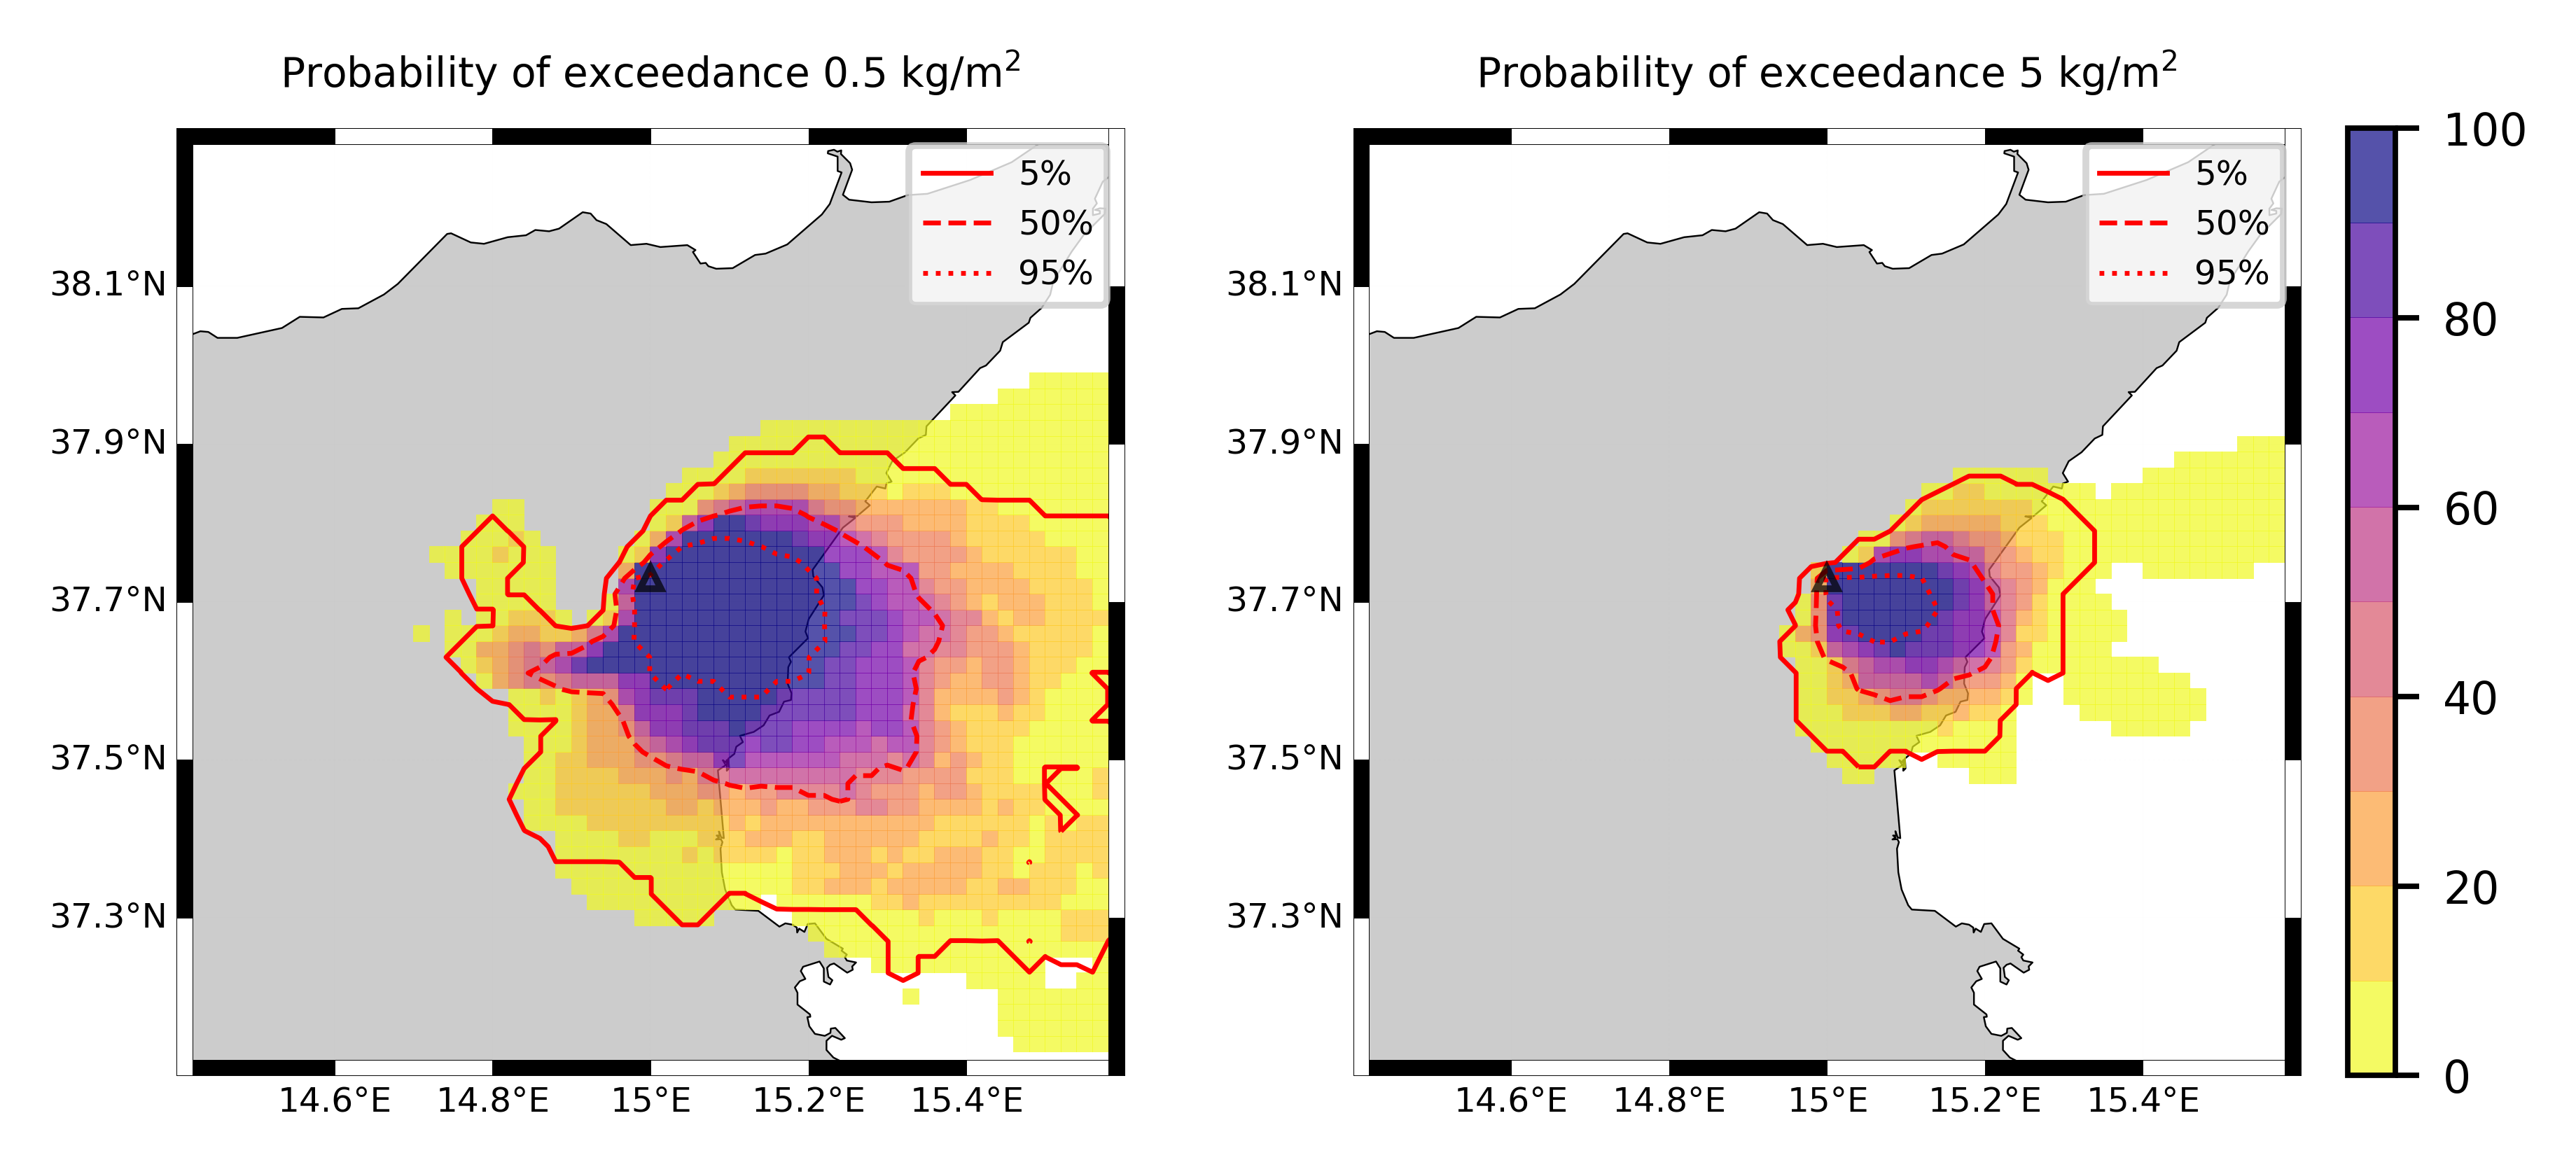 Probability of exceedance 0.5 kg/m²
5%
50%
95%
38.1°N
37.9°N
37.7°N
37.5°N
37.3°N
14.6°E 14.8°E 15°E 15.2°E 15.4°E
Probability of exceedance 5 kg/m²
5%
50%
95%
38.1°N
37.9°N
37.7°N
37.5°N
37.3°N
14.6°E 14.8°E 15°E 15.2°E 15.4°E
100
80
60
40
20
0